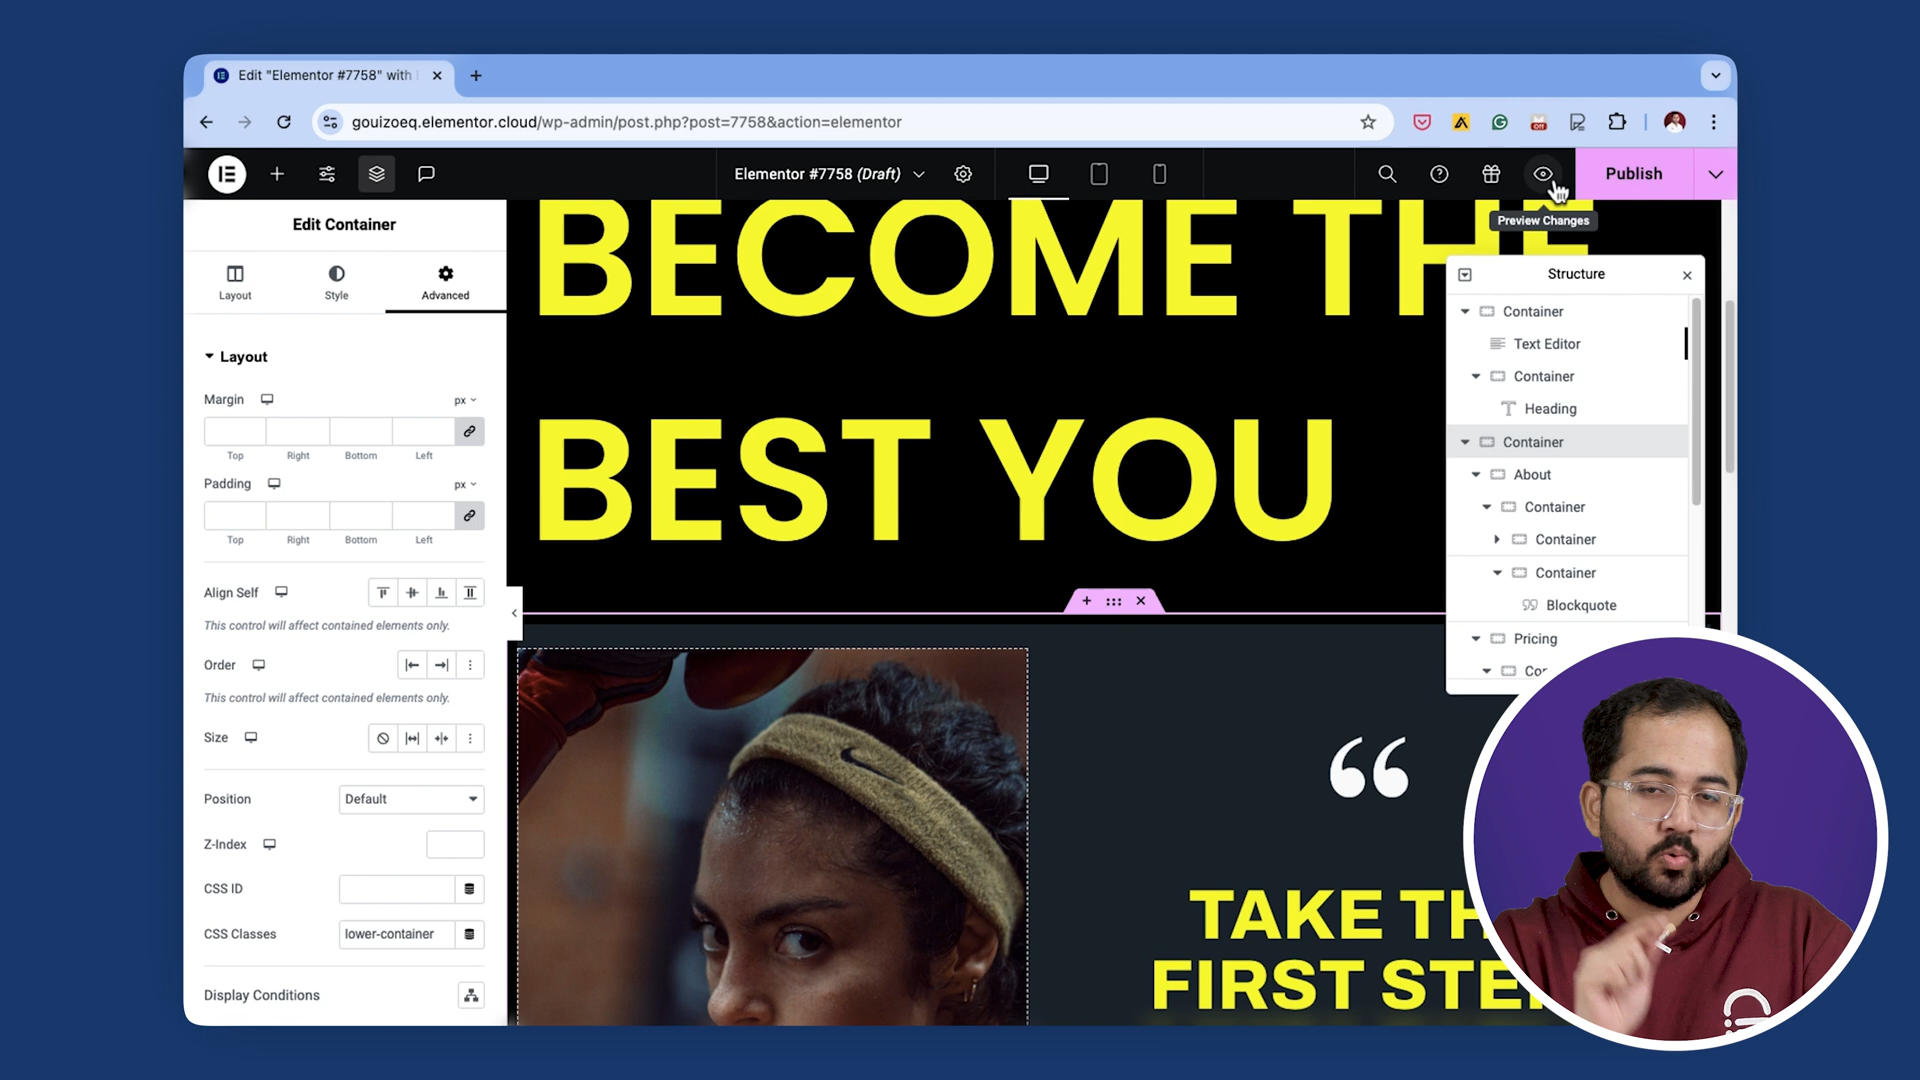 Edit "Elementor #7758" with
gouizoeq.elementor.cloud/wp-admin/post.php?post=7758&action=elementor
Elementor #7758 (Draft)
Publish
Preview Changes
Edit Container
Layout
Style
Advanced
Layout
Margin
px
Top
Right
Bottom
Left
Padding
px
Top
Right
Bottom
Left
Align Self
This control will affect contained elements only.
Order
This control will affect contained elements only.
Size
Position
Default
Z-Index
CSS ID
CSS Classes
lower-container
Display Conditions
BECOME THE
BEST YOU
“
TAKE TH
FIRST STE
Structure
Container
Text Editor
Container
Heading
Container
About
Container
Container
Container
Blockquote
Pricing
Con